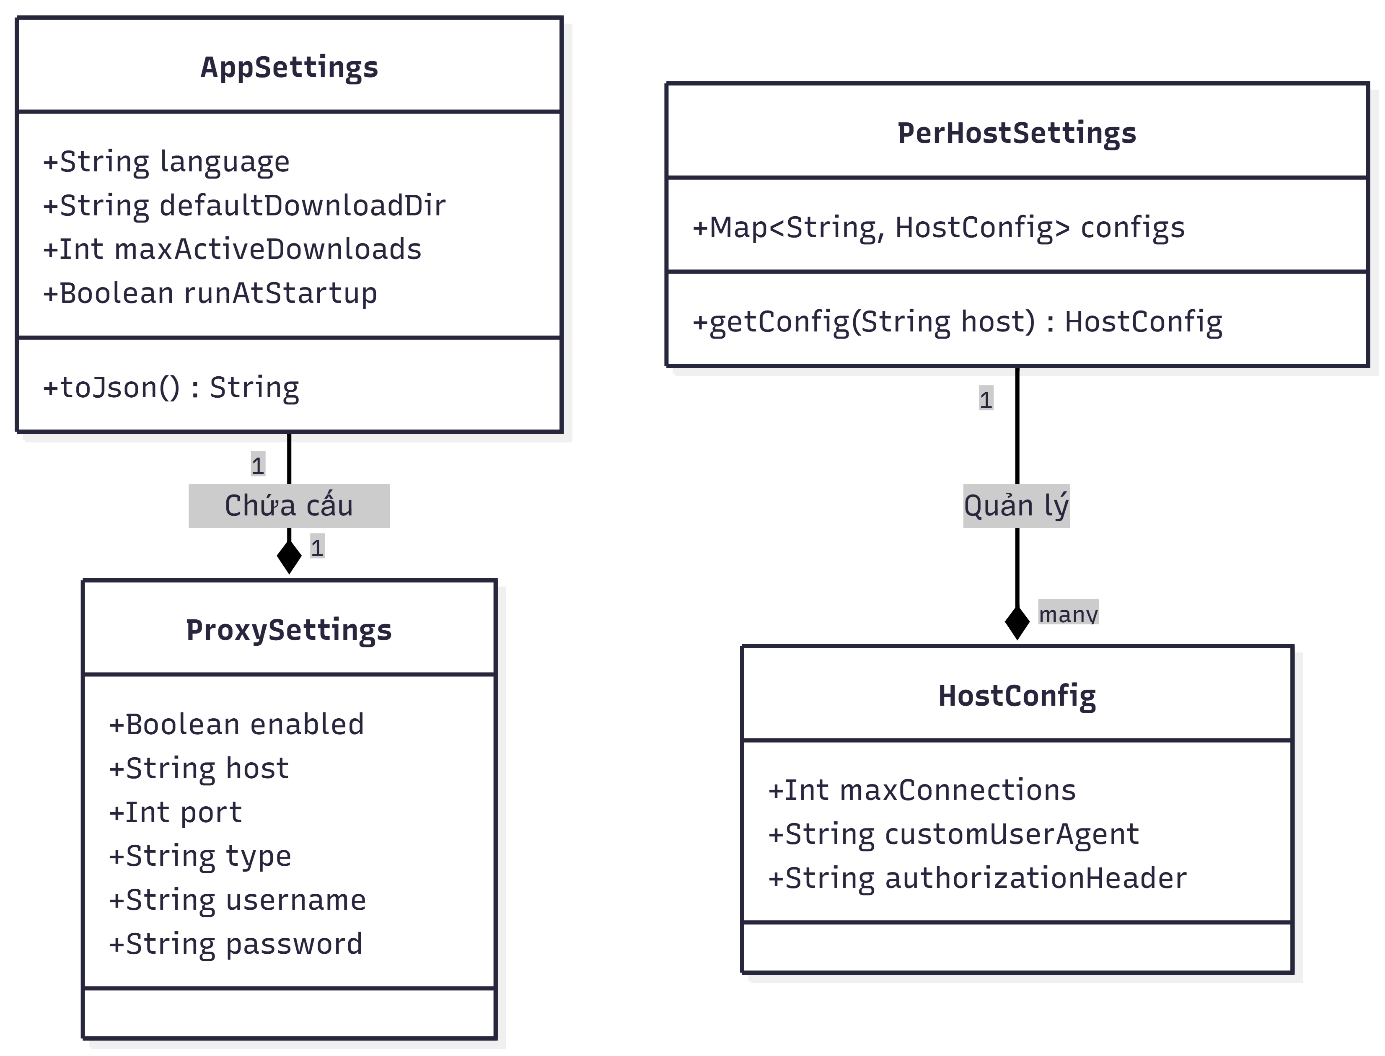 AppSettings
+String language
+String defaultDownloadDir
+Int maxActiveDownloads
+Boolean runAtStartup
+toJson() : String
1
Chứa cấu
1
ProxySettings
+Boolean enabled
+String host
+Int port
+String type
+String username
+String password
PerHostSettings
+Map<String, HostConfig> configs
+getConfig(String host) : HostConfig
1
Quản lý
many
HostConfig
+Int maxConnections
+String customUserAgent
+String authorizationHeader